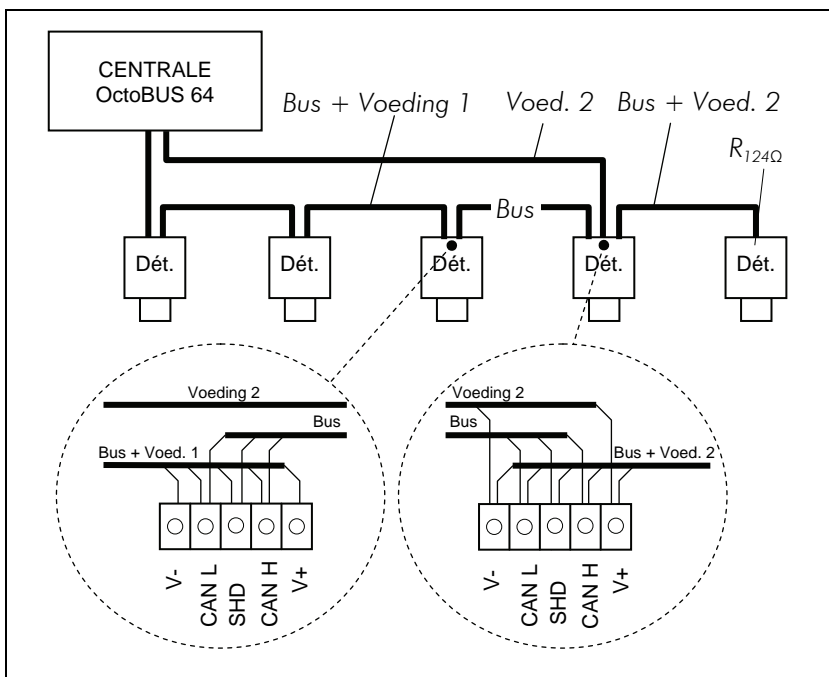 CENTRALE
OctoBUS 64
Bus + Voeding 1
Voed. 2
Bus + Voed. 2
R124Ω
Bus
Dét.
Dét.
Dét.
Dét.
Dét.
Voeding 2
Bus
Bus + Voed. 1
V-
CAN L
SHD
CAN H
V+
Voeding 2
Bus
Bus + Voed. 2
V-
CAN L
SHD
CAN H
V+